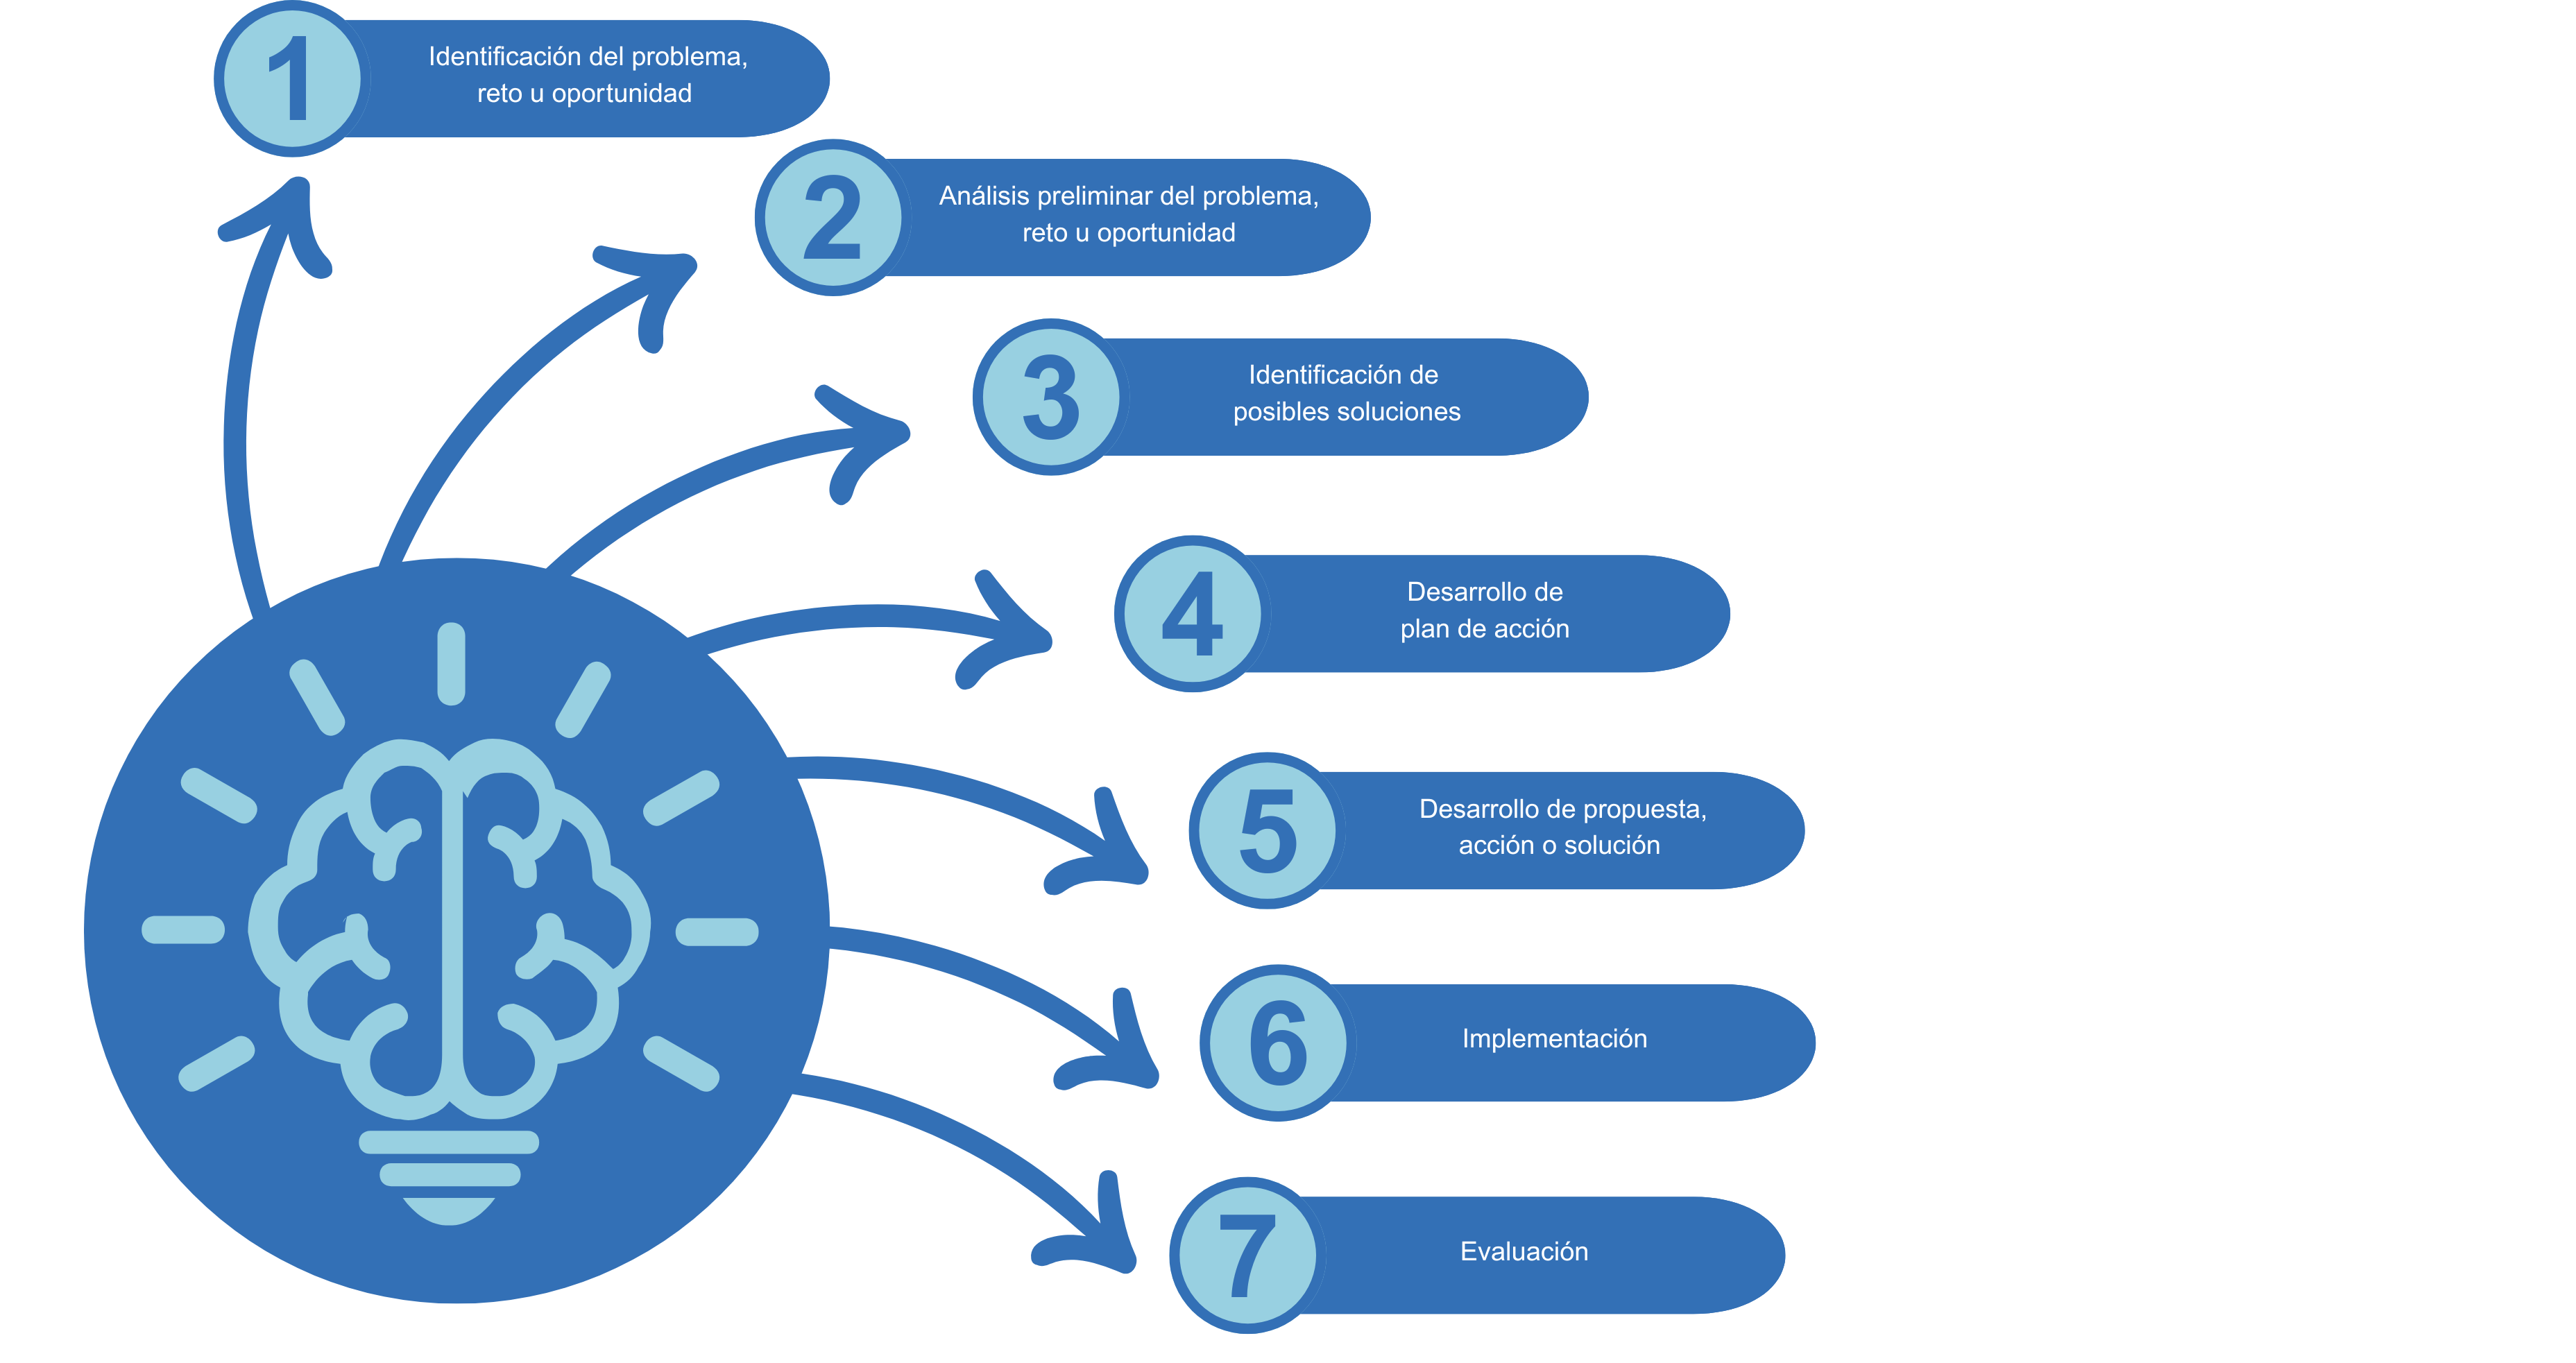 1
Identificación del problema,
reto u oportunidad
2
Análisis preliminar del problema,
reto u oportunidad
3
Identificación de
posibles soluciones
4
Desarrollo de
plan de acción
5
Desarrollo de propuesta,
acción o solución
6
Implementación
7
Evaluación